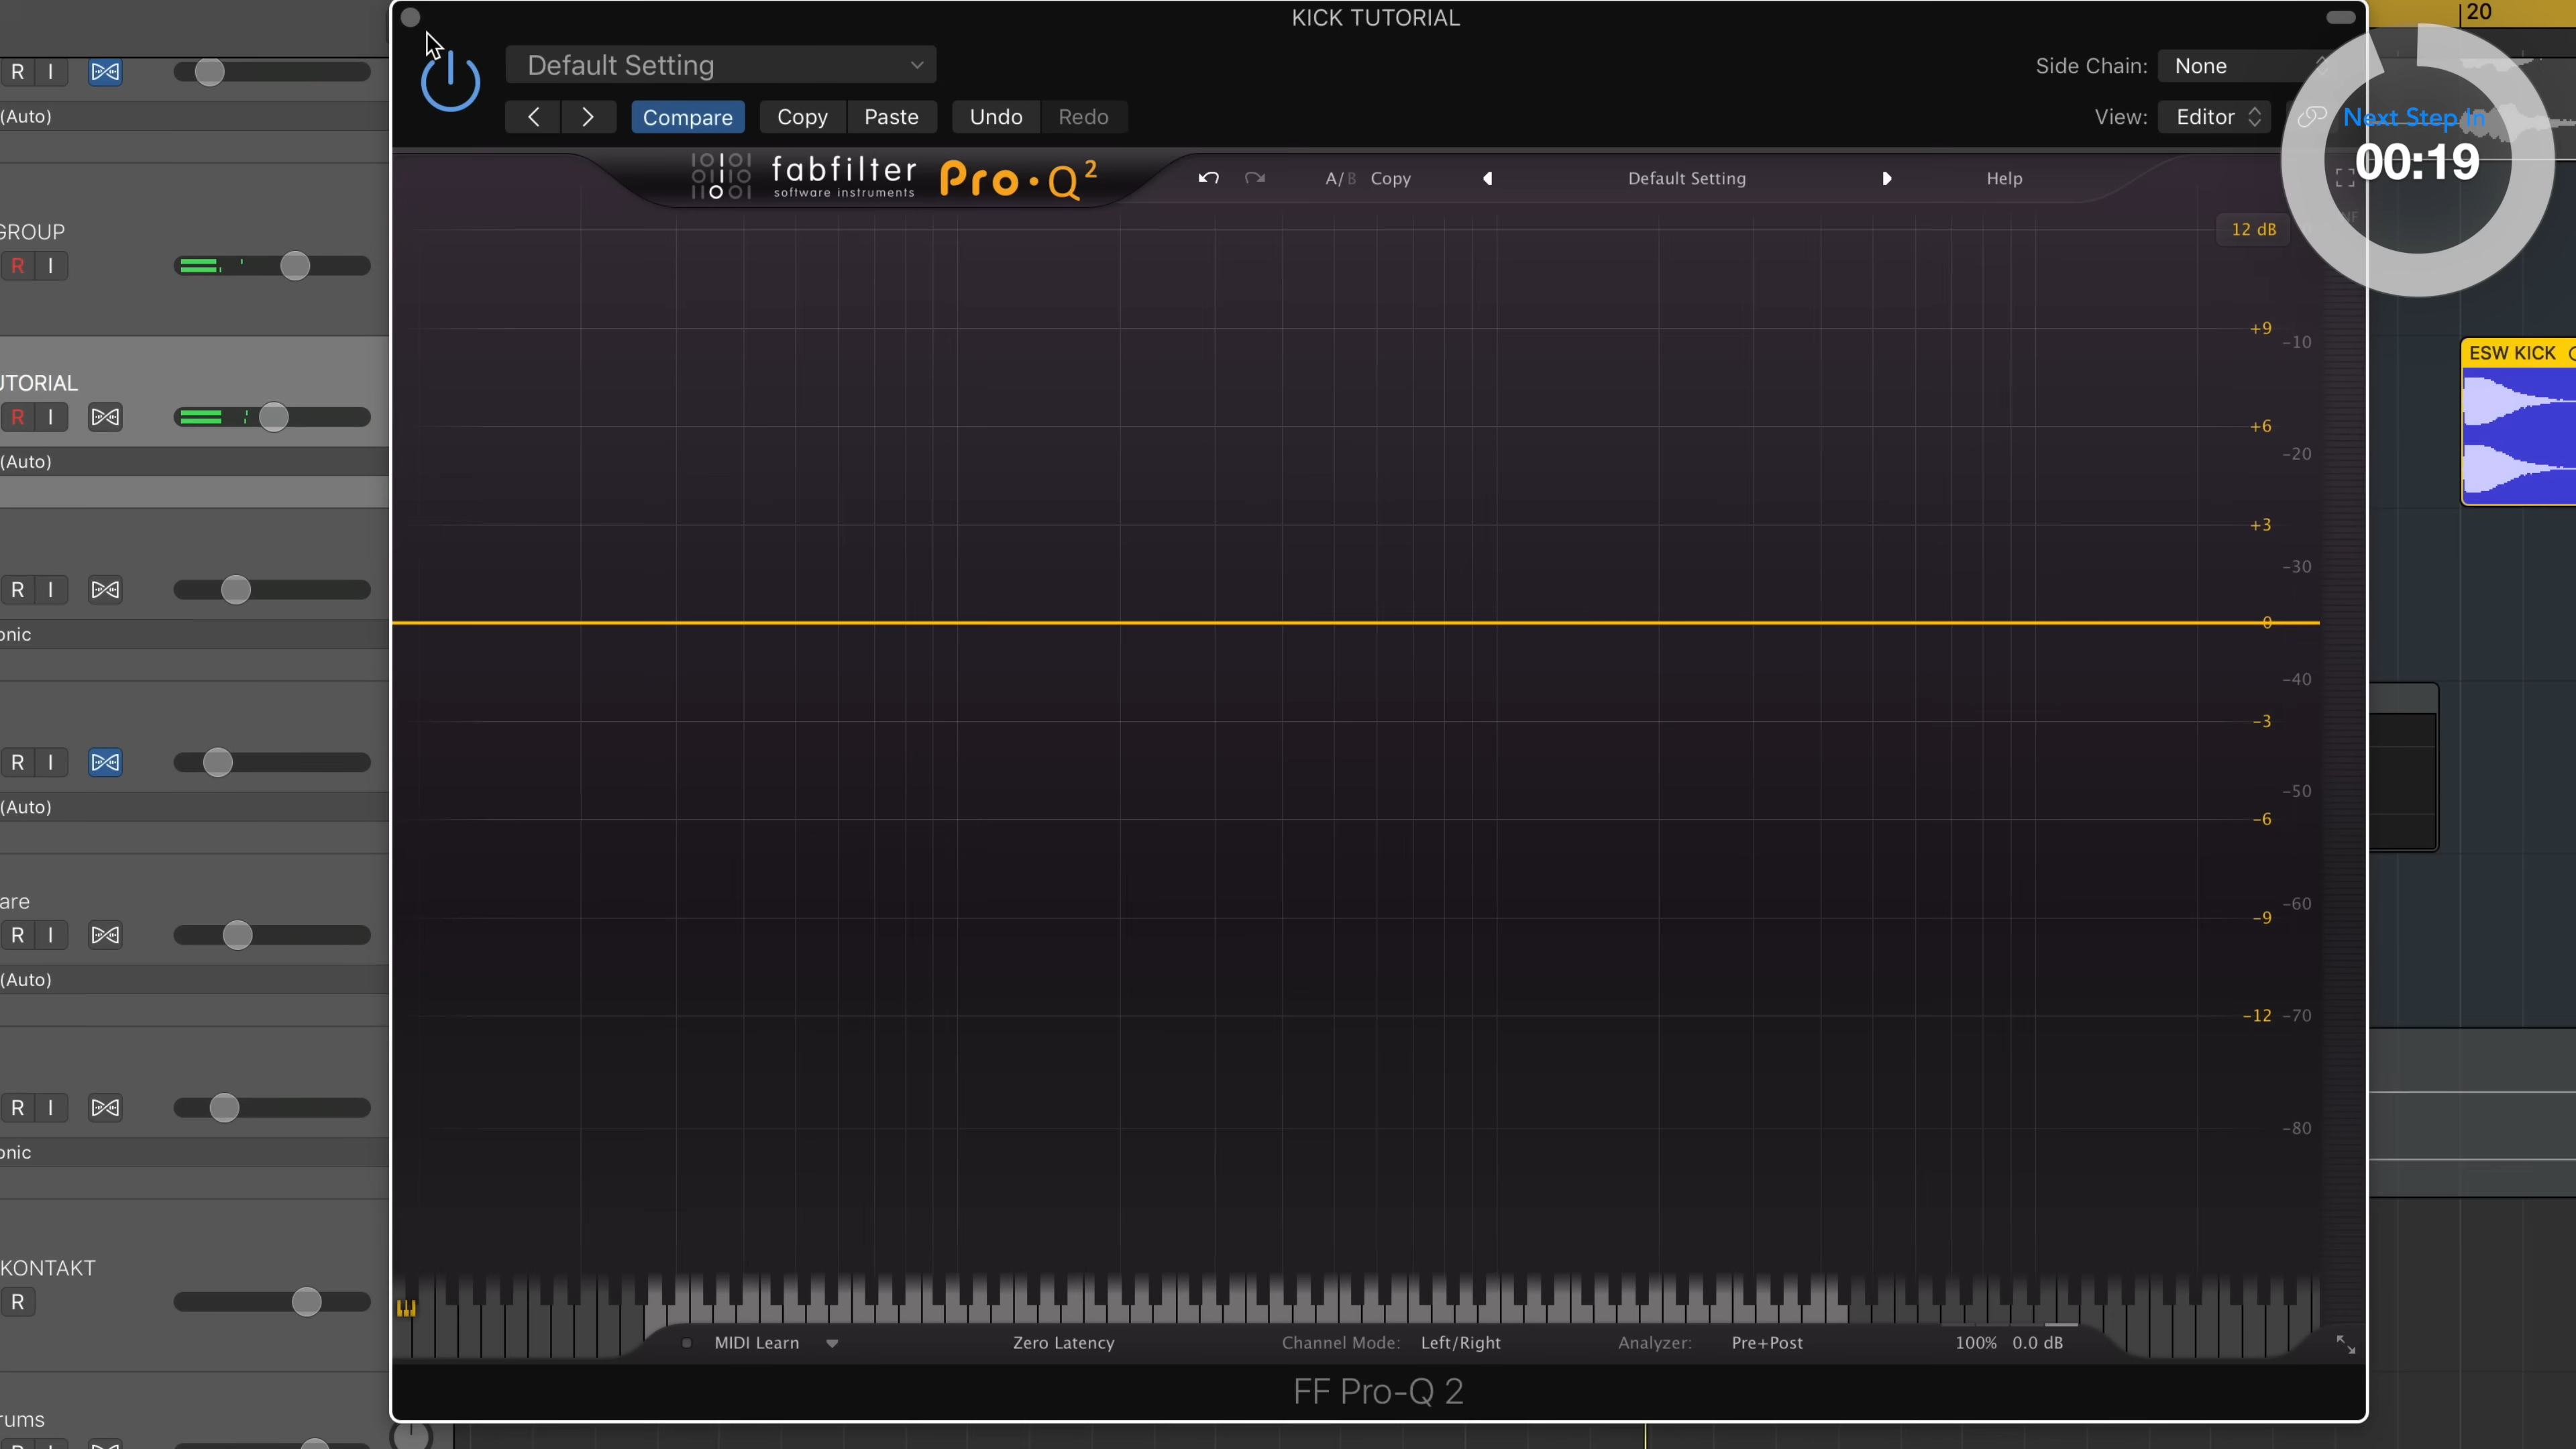 KICK TUTORIAL
20
R I
Default Setting
Side Chain: None
(Auto)
Compare Copy Paste Undo Redo
View: Editor
Next Step In
00:19
fabfilter
software instruments
Pro·Q2
A/B Copy
Default Setting
Help
GROUP
R I
12 dB
+9
-10
ESW KICK
UTORIAL
R I
+6
-20
(Auto)
+3
-30
R I
0
onic
-40
-3
R I
-50
(Auto)
-6
are
-60
-9
R I
(Auto)
-12 -70
R I
-80
onic
KONTAKT
R
MIDI Learn
Zero Latency
Channel Mode: Left/Right
Analyzer: Pre+Post
100% 0.0 dB
FF Pro-Q 2
rums